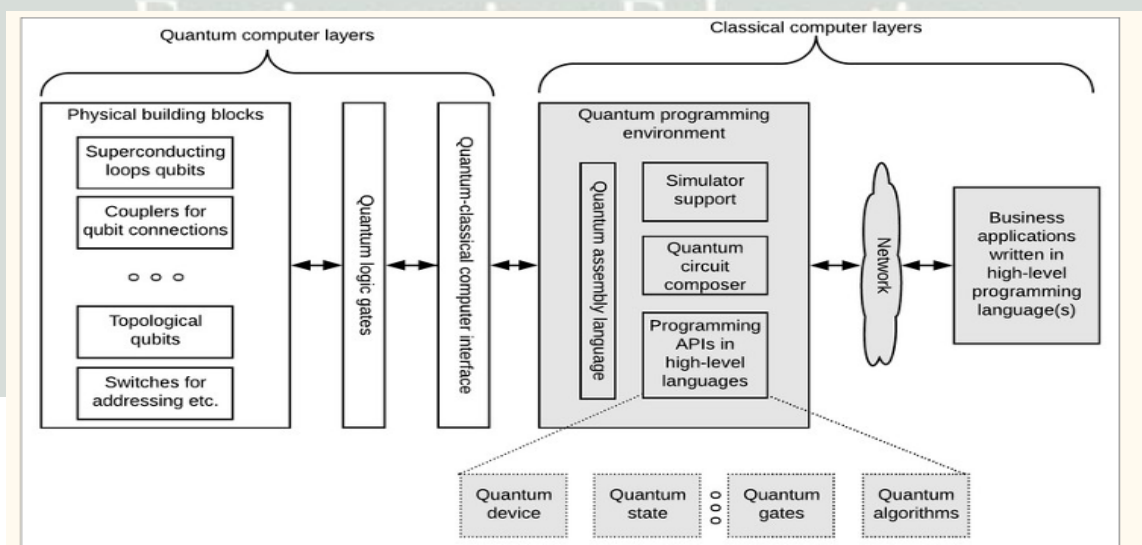 Quantum computer layers
Classical computer layers
Physical building blocks
Superconducting
loops qubits
Couplers for
qubit connections
Topological
qubits
Switches for
addressing etc.
Quantum logic gates
Quantum-classical computer interface
Quantum programming
environment
Quantum assembly language
Simulator
support
Quantum
circuit
composer
Programming
APIs in
high-level
languages
Network
Business
applications
written in
high-level
programming
language(s)
Quantum
device
Quantum
state
Quantum
gates
Quantum
algorithms